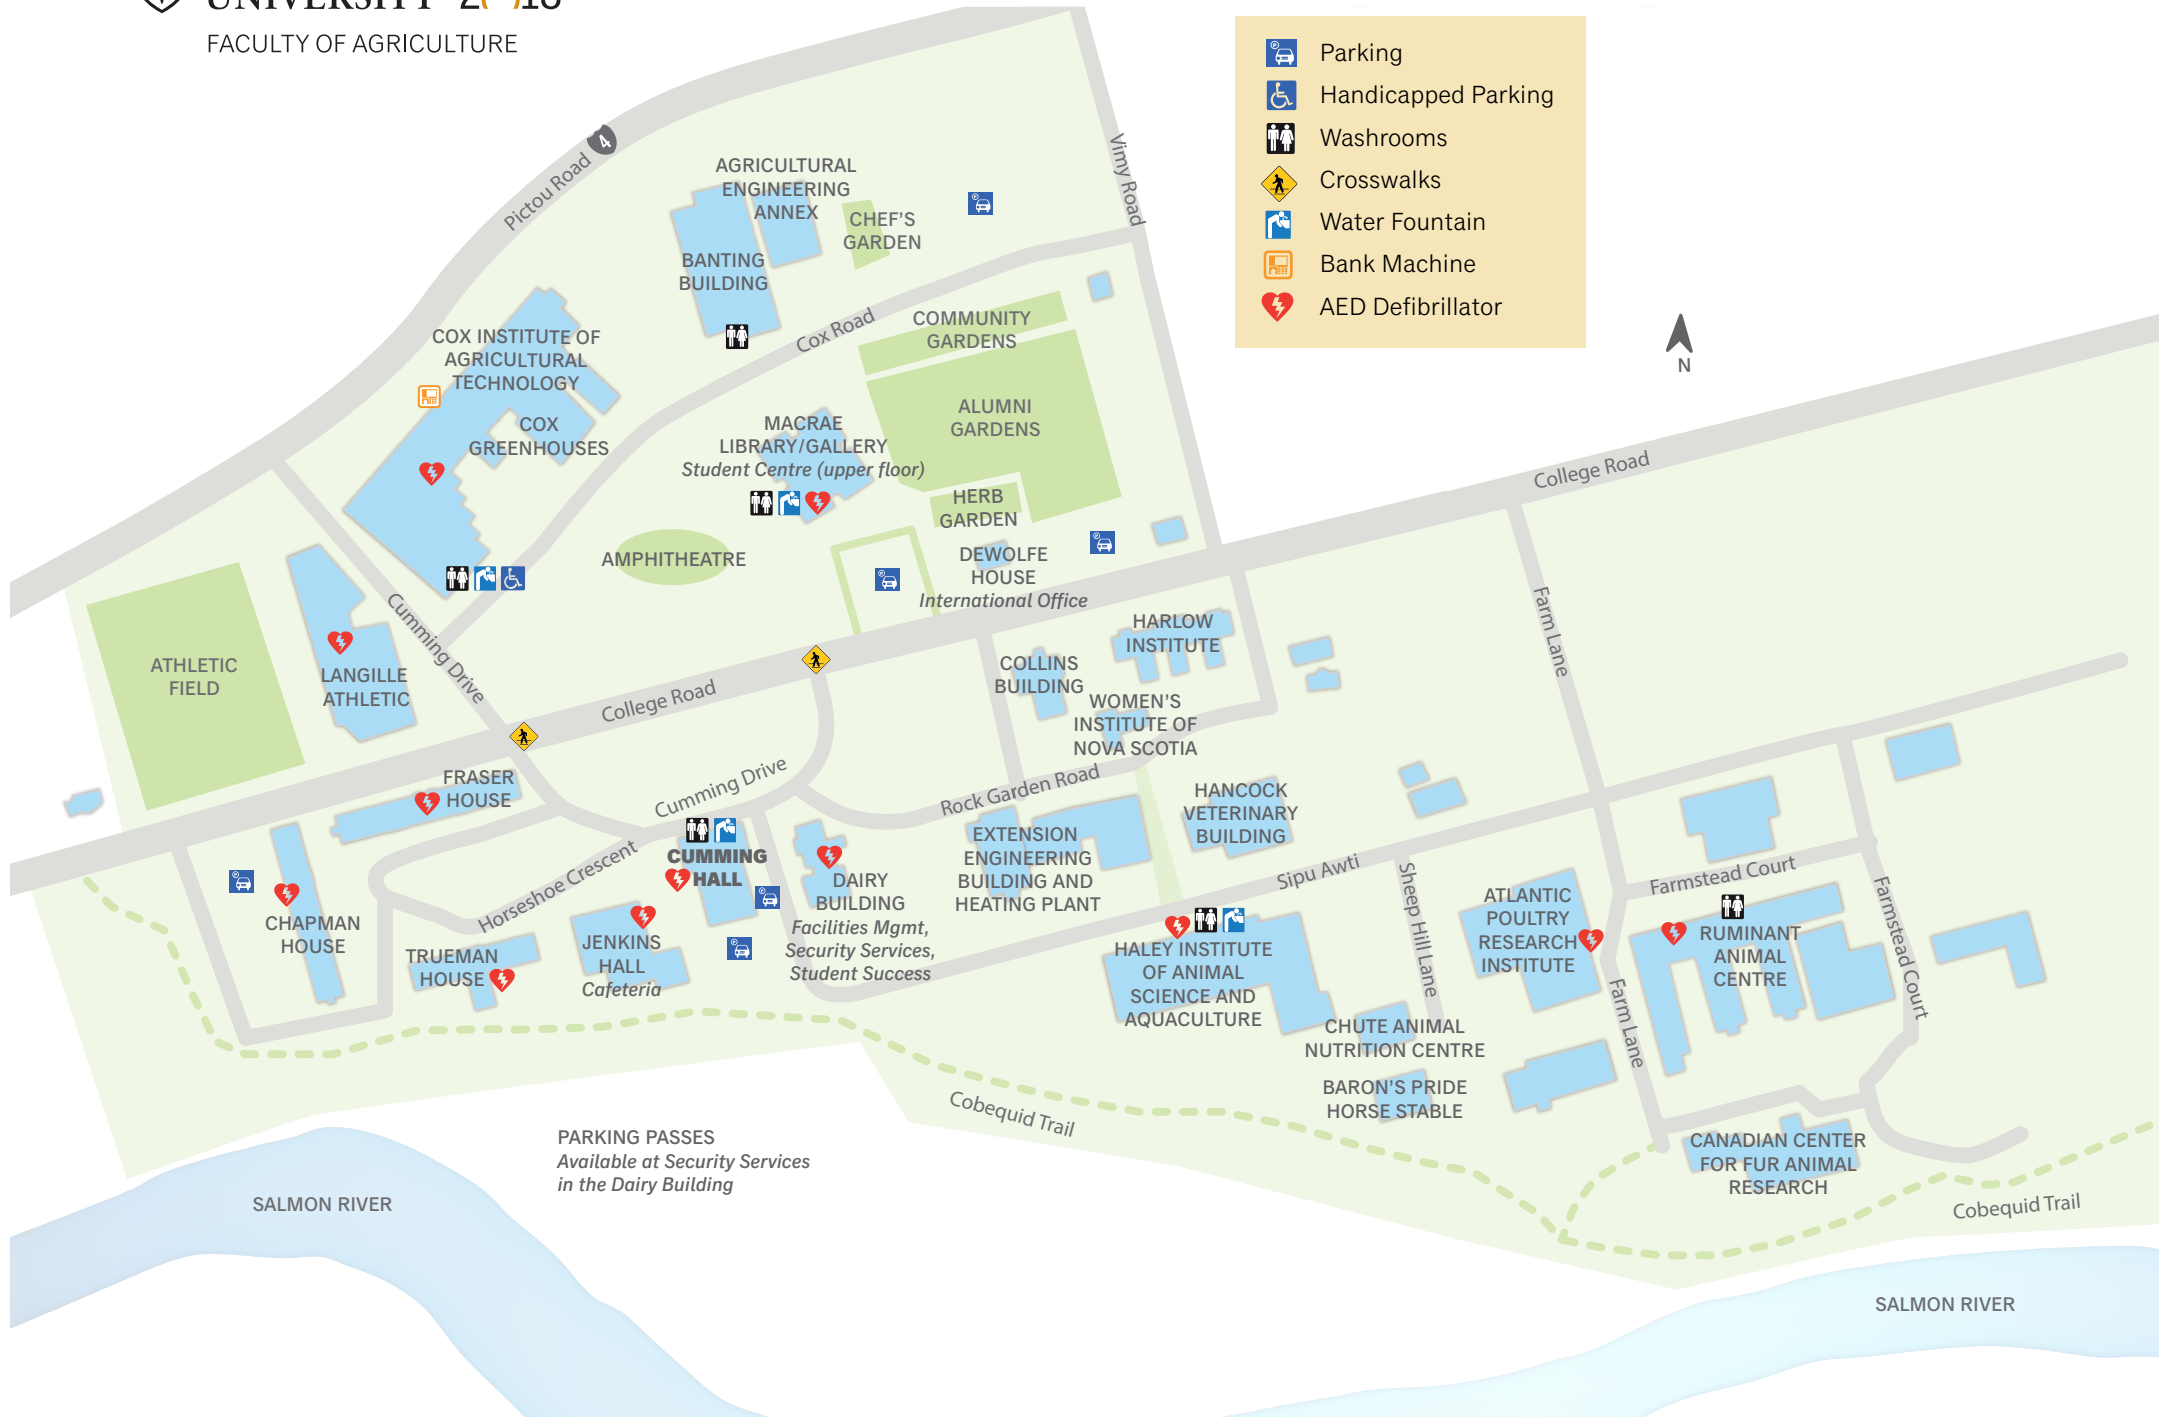 FACULTY OF AGRICULTURE
Parking
Handicapped Parking
Washrooms
Crosswalks
Water Fountain
Bank Machine
AED Defibrillator
N
Pictou Road
4
Vimy Road
AGRICULTURAL
ENGINEERING
ANNEX
CHEF'S
GARDEN
BANTING
BUILDING
Cox Road
COMMUNITY
GARDENS
COX INSTITUTE OF
AGRICULTURAL
TECHNOLOGY
COX
GREENHOUSES
MACRAE
LIBRARY/GALLERY
Student Centre (upper floor)
ALUMNI
GARDENS
HERB
GARDEN
AMPHITHEATRE
DEWOLFE
HOUSE
International Office
College Road
Farm Lane
ATHLETIC
FIELD
LANGILLE
ATHLETIC
Cumming Drive
College Road
HARLOW
INSTITUTE
COLLINS
BUILDING
WOMEN'S
INSTITUTE OF
NOVA SCOTIA
FRASER
HOUSE
Cumming Drive
Rock Garden Road
HANCOCK
VETERINARY
BUILDING
EXTENSION
ENGINEERING
BUILDING AND
HEATING PLANT
CUMMING
HALL
Horseshoe Crescent
DAIRY
BUILDING
Facilities Mgmt,
Security Services,
Student Success
CHAPMAN
HOUSE
TRUEMAN
HOUSE
JENKINS
HALL
Cafeteria
Sipu Awti
Sheep Hill Lane
HALEY INSTITUTE
OF ANIMAL
SCIENCE AND
AQUACULTURE
ATLANTIC
POULTRY
RESEARCH
INSTITUTE
Farmstead Court
RUMINANT
ANIMAL
CENTRE
Farmstead Court
Farm Lane
CHUTE ANIMAL
NUTRITION CENTRE
BARON'S PRIDE
HORSE STABLE
CANADIAN CENTER
FOR FUR ANIMAL
RESEARCH
Cobequid Trail
Cobequid Trail
PARKING PASSES
Available at Security Services
in the Dairy Building
SALMON RIVER
SALMON RIVER